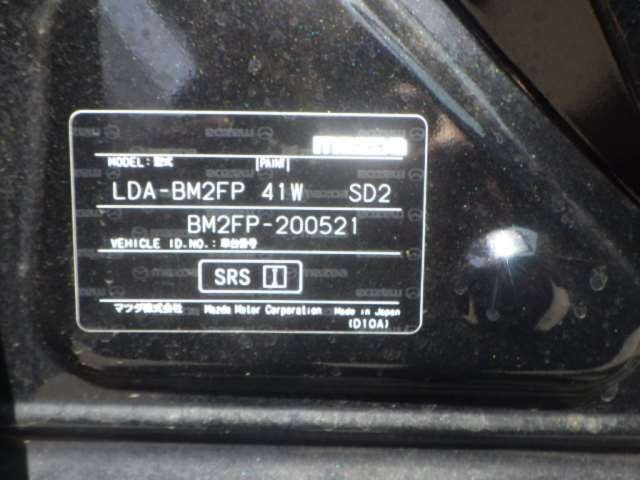 mazda
MODEL: 型式 PAINT
LDA-BM2FP 41W SD2
BM2FP-200521
VEHICLE ID.NO.: 車台番号
SRS I
マツダ株式会社 Mazda Motor Corporation Made in Japan
(D10A)